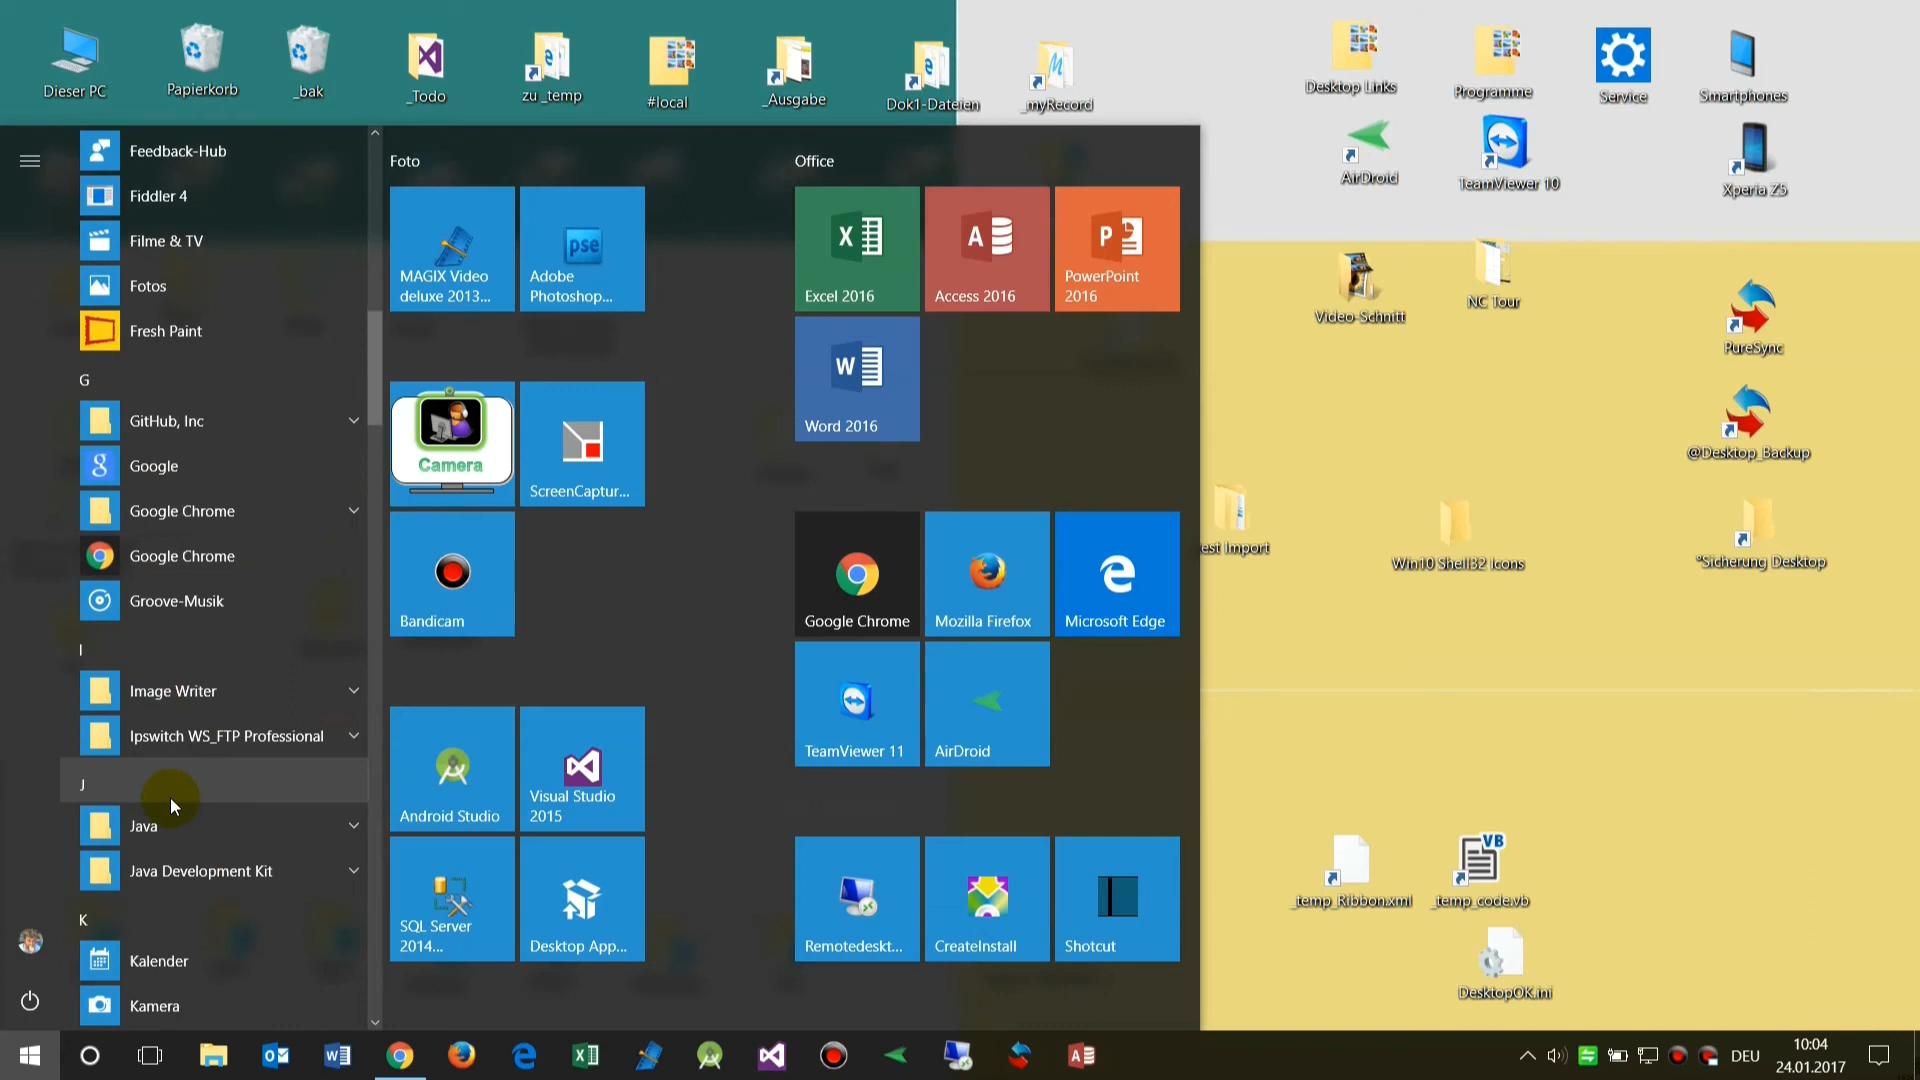 Dieser PC
Papierkorb
_bak
_Todo
zu _temp
#local
_Ausgabe
Dok1-Dateien
_myRecord
Desktop Links
Programme
Service
Smartphones
AirDroid
TeamViewer 10
Xperia Z5
Feedback-Hub
Fiddler 4
Filme & TV
Fotos
Fresh Paint
G
GitHub, Inc
Google
Google Chrome
Google Chrome
Groove-Musik
I
Image Writer
Ipswitch WS_FTP Professional
J
Java
Java Development Kit
K
Kalender
Kamera
Foto
MAGIX Video
deluxe 2013...
pse
Adobe
Photoshop...
Camera
ScreenCaptur...
Bandicam
Android Studio
Visual Studio
2015
SQL Server
2014...
Desktop App...
Office
Excel 2016
Access 2016
PowerPoint
2016
Word 2016
Google Chrome
Mozilla Firefox
Microsoft Edge
TeamViewer 11
AirDroid
Remotedeskt...
CreateInstall
Shotcut
Video-Schnitt
NC Tour
PureSync
@Desktop_Backup
est Import
Win10 Shell32 Icons
*Sicherung Desktop
_temp_Ribbon.xml
VB
_temp_code.vb
DesktopOK.ini
DEU
10:04
24.01.2017